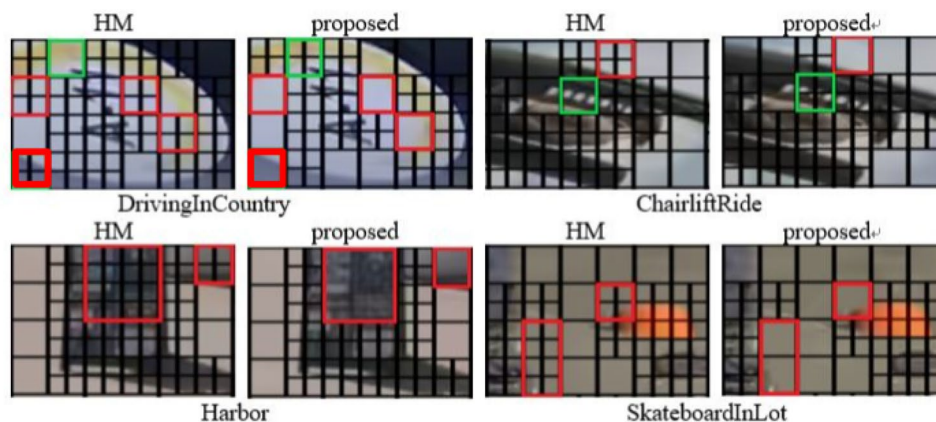 HM proposed HM proposed
DrivingInCountry ChairliftRide
HM proposed HM proposed
Harbor SkateboardInLot